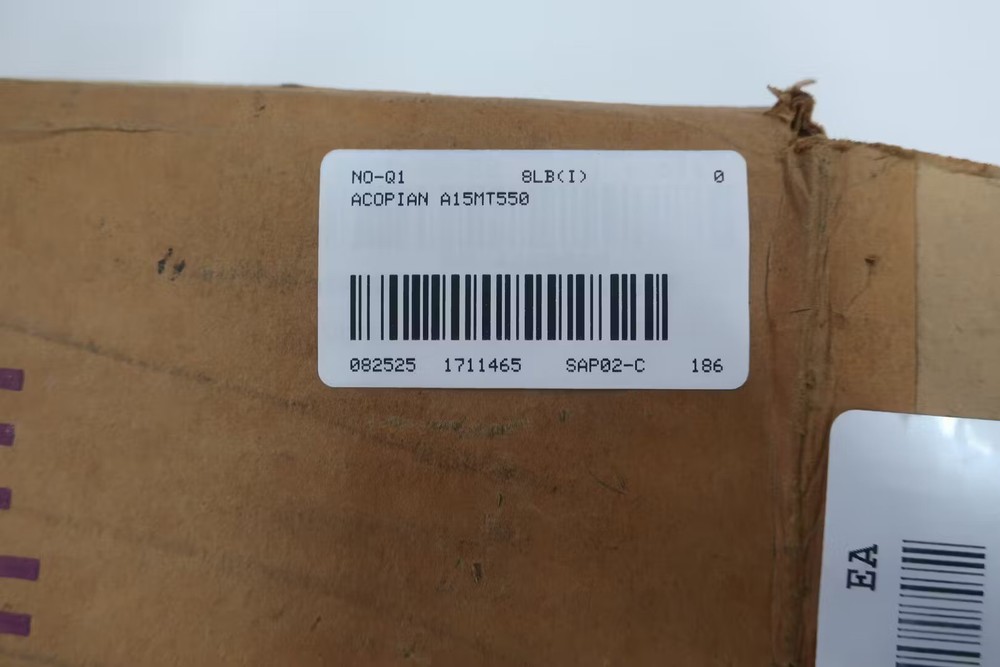 NO-Q1 8LB(I) 0
ACOPIAN A15MT550
082525 1711465 SAP02-C 186
EA